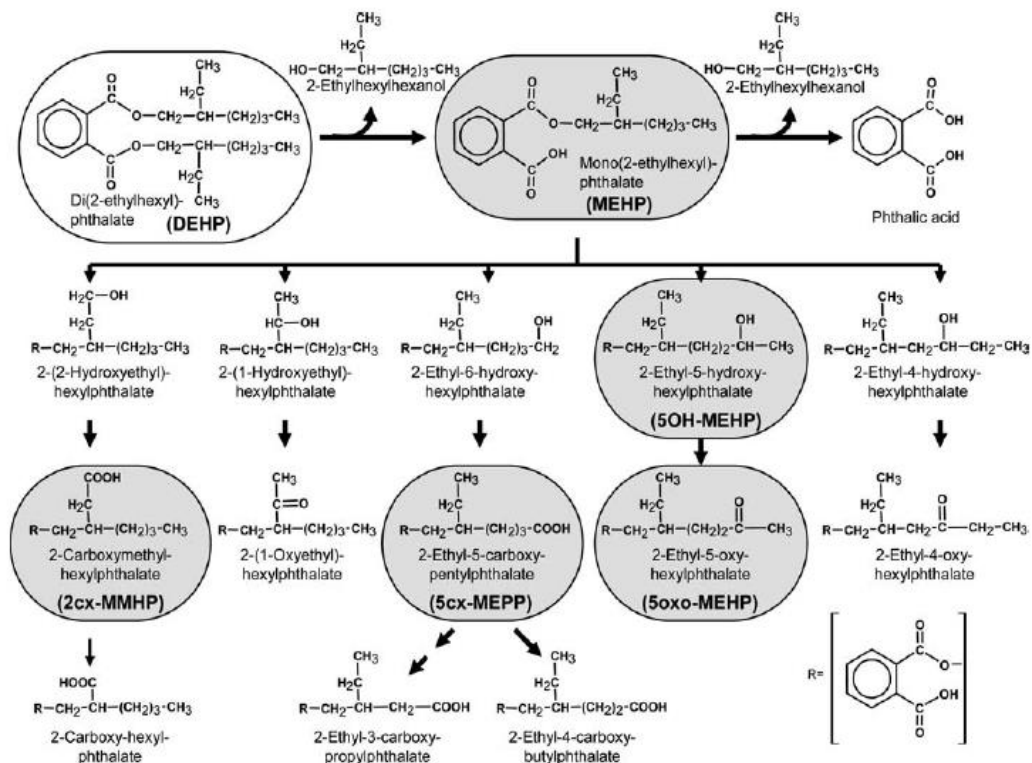 CH3
H2C
O
O—CH2—CH—(CH2)3-CH3
O—CH2—CH—(CH2)3-CH3
O
H2C
CH3
Di(2-ethylhexyl)-
phthalate
(DEHP)
CH3
H2C
HO—CH2—CH—(CH2)3-CH3
2-Ethylhexylhexanol
CH3
H2C
O
O—CH2—CH—(CH2)3-CH3
OH
O
Mono(2-ethylhexyl)-
phthalate
(MEHP)
CH3
H2C
HO—CH2—CH—(CH2)3-CH3
2-Ethylhexylhexanol
O
OH
OH
O
Phthalic acid
H2C—OH
H2C
R—CH2—CH—(CH2)3-CH3
2-(2-Hydroxyethyl)-
hexylphthalate
CH3
CH—OH
R—CH2—CH—(CH2)3-CH3
2-(1-Hydroxyethyl)-
hexylphthalate
CH3
H2C
OH
R—CH2—CH—(CH2)3-CH2
2-Ethyl-6-hydroxy-
hexylphthalate
CH3
H2C
OH
R—CH2—CH—(CH2)2—CH—CH3
2-Ethyl-5-hydroxy-
hexylphthalate
(5OH-MEHP)
CH3
H2C
OH
R—CH2 CH2—CH3
2-Ethyl-4-hydroxy-
hexylphthalate
COOH
H2C
R—CH2—CH—(CH2)3-CH3
2-Carboxymethyl-
hexylphthalate
(2cx-MMHP)
CH3
C=O
R—CH2—CH—(CH2)3-CH3
2-(1-Oxyethyl)-
hexylphthalate
CH3
H2C
R—CH2—CH—(CH2)3-COOH
2-Ethyl-5-carboxy-
pentylphthalate
(5cx-MEPP)
CH3
H2C
O
R—CH2 (CH2)2 CH3
2-Ethyl-5-oxy-
hexylphthalate
(5oxo-MEHP)
CH3
H2C
O
R—CH2 CH2—CH3
2-Ethyl-4-oxy-
hexylphthalate
HOOC
R—CH2-CH—(CH2)3-CH3
2-Carboxy-hexyl-
phthalate
CH3
H2C
R—CH2 COOH
2-Ethyl-3-carboxy-
propylphthalate
CH3
H2C
R—CH2 (CH2)2-COOH
2-Ethyl-4-carboxy-
butylphthalate
R=
O
O—
OH
O